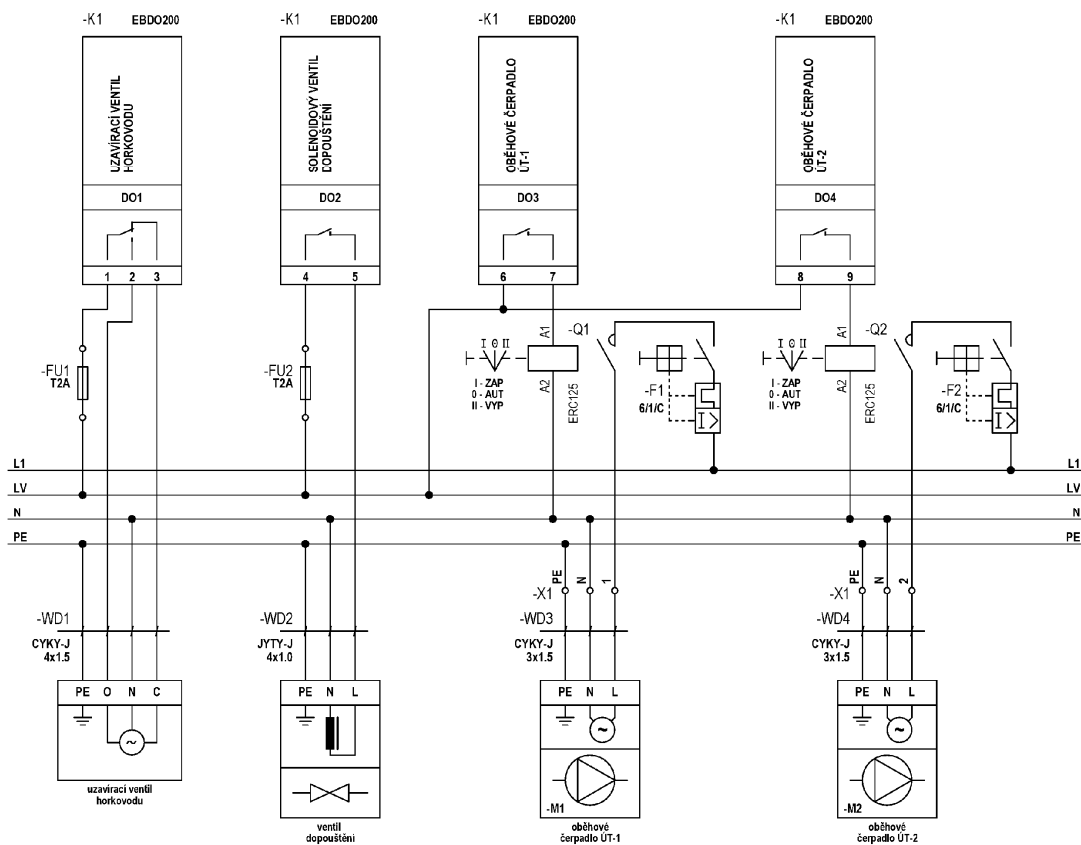 -K1 EBDO200
-K1 EBDO200
-K1 EBDO200
-K1 EBDO200
UZAVÍRACÍ VENTIL
HORKOVODU
SOLENOIDOVÝ VENTIL
DOPOUŠTĚNÍ
OBĚHOVÉ ČERPADLO
ÚT-1
OBĚHOVÉ ČERPADLO
ÚT-2
DO1
DO2
DO3
DO4
1 2 3
4 5
6 7
8 9
-FU1
T2A
-FU2
T2A
I 0 II
I - ZAP
0 - AUT
II - VYP
A1
A2
ERC125
-Q1
-F1
6/1/C
I>
I 0 II
I - ZAP
0 - AUT
II - VYP
A1
A2
ERC125
-Q2
-F2
6/1/C
I>
L1 L1
LV LV
N N
PE PE
PE N 1
-X1
PE N 2
-X1
-WD1
CYKY-J
4x1.5
-WD2
JYTY-J
4x1.0
-WD3
CYKY-J
3x1.5
-WD4
CYKY-J
3x1.5
PE O N C
PE N L
PE N L
PE N L
~
~
~
-M1
-M2
uzavírací ventil
horkovodu
ventil
dopouštění
oběhové
čerpadlo ÚT-1
oběhové
čerpadlo ÚT-2